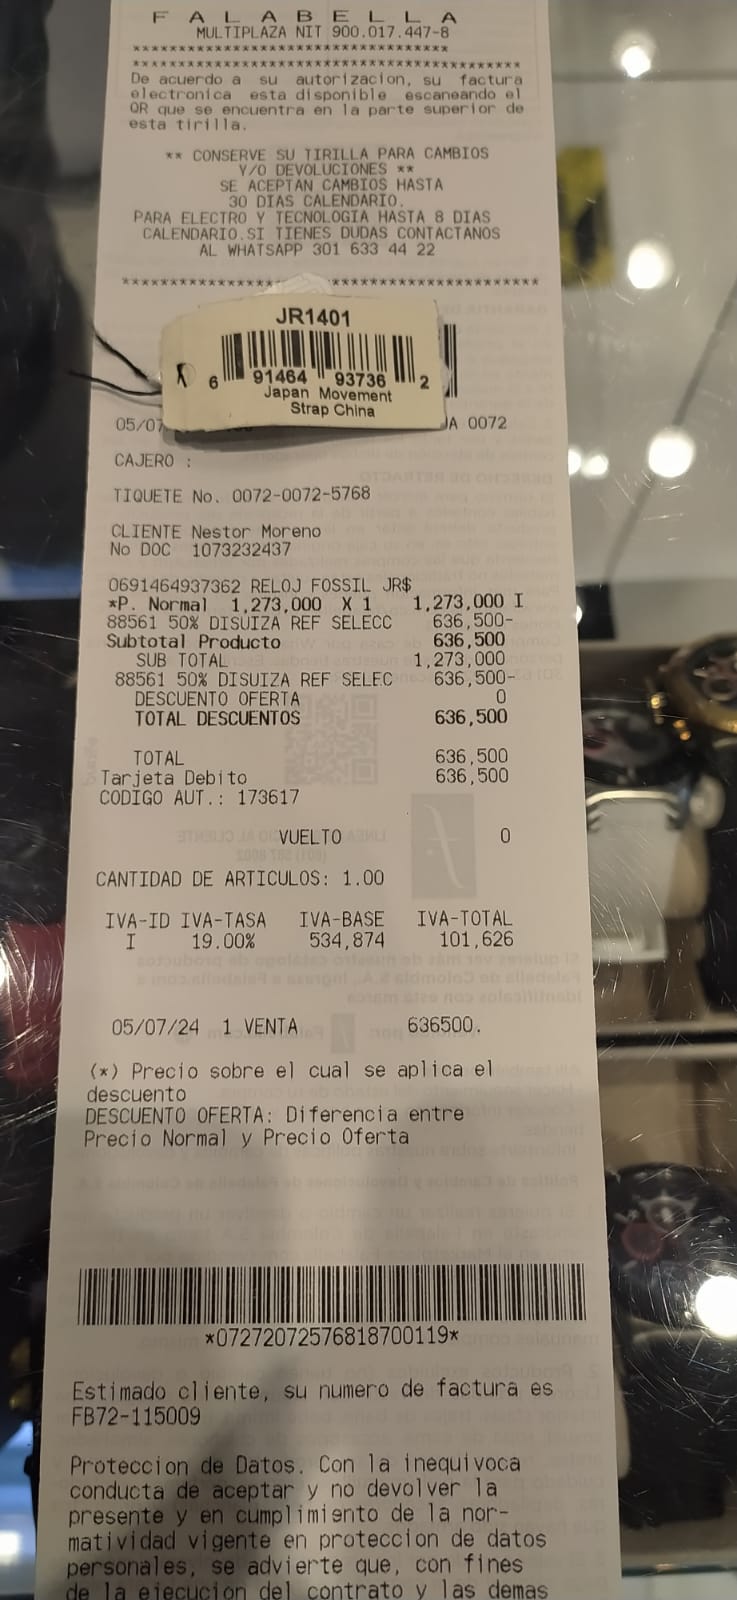 F A L A B E L L A
MULTIPLAZA NIT 900.017.447-8
****************************************
****************************************
De acuerdo a su autorizacion, su factura
electronica esta disponible escaneando el
QR que se encuentra en la parte superior de
esta tirilla.
** CONSERVE SU TIRILLA PARA CAMBIOS
Y/O DEVOLUCIONES **
SE ACEPTAN CAMBIOS HASTA
30 DIAS CALENDARIO.
PARA ELECTRO Y TECNOLOGIA HASTA 8 DIAS
CALENDARIO.SI TIENES DUDAS CONTACTANOS
AL WHATSAPP 301 633 44 22
****************************************
JR1401
6 91464 93736 2
Japan Movement
Strap China
05/07 0072
CAJERO :
TIQUETE No. 0072-0072-5768
CLIENTE Nestor Moreno
No DOC 1073232437
0691464937362 RELOJ FOSSIL JR$
*P. Normal 1,273,000 X 1 1,273,000 I
88561 50% DISUIZA REF SELECC 636,500-
Subtotal Producto 636,500
SUB TOTAL 1,273,000
88561 50% DISUIZA REF SELEC 636,500-
DESCUENTO OFERTA 0
TOTAL DESCUENTOS 636,500
TOTAL 636,500
Tarjeta Debito 636,500
CODIGO AUT.: 173617
VUELTO 0
CANTIDAD DE ARTICULOS: 1.00
IVA-ID IVA-TASA IVA-BASE IVA-TOTAL
I 19.00% 534,874 101,626
05/07/24 1 VENTA 636500.
(*) Precio sobre el cual se aplica el
descuento
DESCUENTO OFERTA: Diferencia entre
Precio Normal y Precio Oferta
*07272072576818700119*
Estimado cliente, su numero de factura es
FB72-115009
Proteccion de Datos. Con la inequivoca
conducta de aceptar y no devolver la
presente y en cumplimiento de la nor-
matividad vigente en proteccion de datos
personales, se advierte que, con fines
de la ejecucion del contrato y las demas